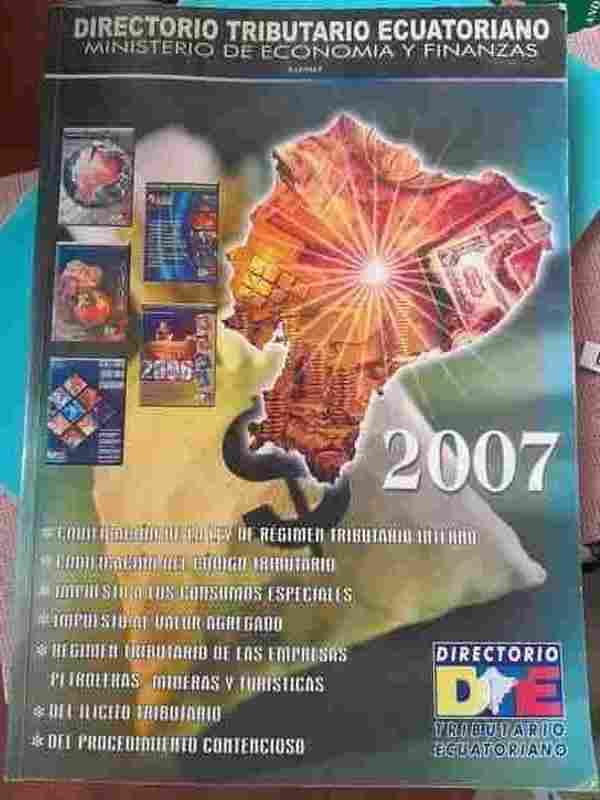 DIRECTORIO TRIBUTARIO ECUATORIANO
MINISTERIO DE ECONOMIA Y FINANZAS
2006
2007
* CODIFICACION DE LA LEY DE REGIMEN TRIBUTARIO INTERNO
* CODIFICACION DEL CODIGO TRIBUTARIO
* IMPUESTO A LOS CONSUMOS ESPECIALES
* IMPUESTO AL VALOR AGREGADO
* REGIMEN TRIBUTARIO DE LAS EMPRESAS
PETROLERAS, MINERAS Y TURISTICAS
* DEL ILICITO TRIBUTARIO
* DEL PROCEDIMIENTO CONTENCIOSO
DIRECTORIO
DTE
TRIBUTARIO
ECUATORIANO